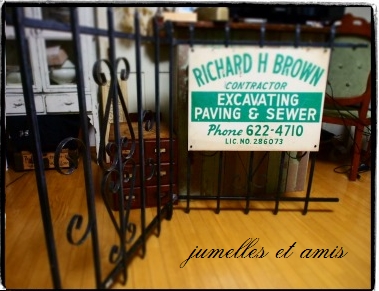 RICHARD H BROWN
CONTRACTOR
EXCAVATING
PAVING & SEWER
Phone 622-4710
LIC. NO. 286073
jumelles et amis